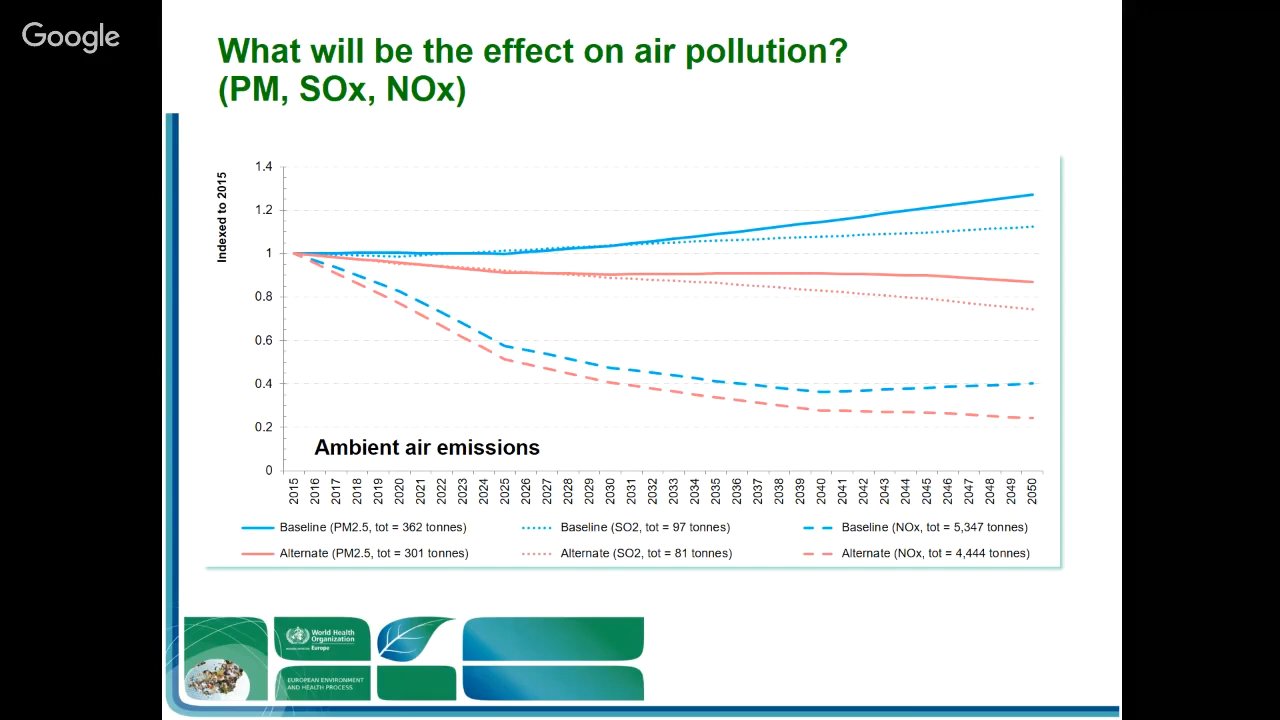 Google
What will be the effect on air pollution?
(PM, SOx, NOx)
Indexed to 2015
1.4
1.2
1
0.8
0.6
0.4
0.2
0
Ambient air emissions
2015 2016 2017 2018 2019 2020 2021 2022 2023 2024 2025 2026 2027 2028 2029 2030 2031 2032 2033 2034 2035 2036 2037 2038 2039 2040 2041 2042 2043 2044 2045 2046 2047 2048 2049 2050
Baseline (PM2.5, tot = 362 tonnes) Baseline (SO2, tot = 97 tonnes) Baseline (NOx, tot = 5,347 tonnes)
Alternate (PM2.5, tot = 301 tonnes) Alternate (SO2, tot = 81 tonnes) Alternate (NOx, tot = 4,444 tonnes)
World Health
Organization
Europe
EUROPEAN ENVIRONMENT
AND HEALTH PROCESS